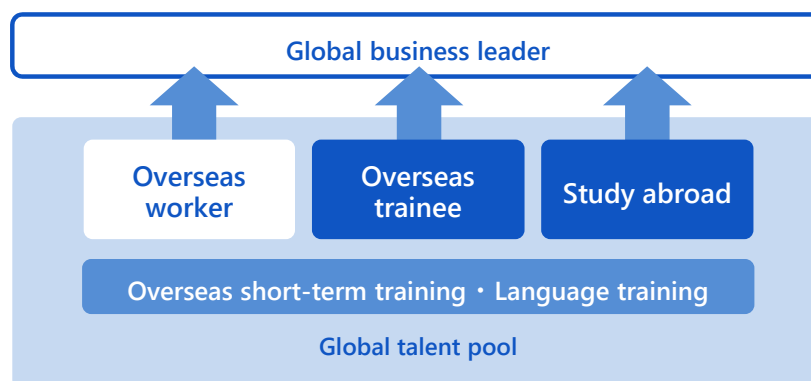 Global business leader
Overseas
worker
Overseas
trainee
Study abroad
Overseas short-term training・Language training
Global talent pool